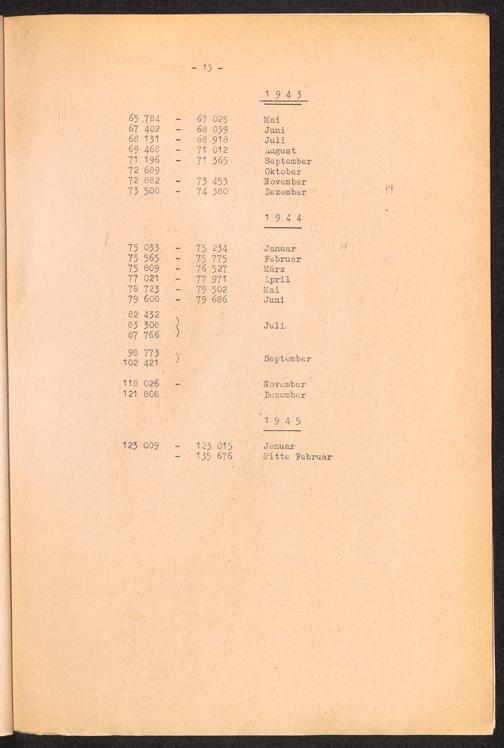 - 13 -
1 9 4 3
65.784 - 67 025 Mai
67 402 - 68 039 Juni
68 131 - 68 918 Juli
69 468 - 71 012 August
71 196 - 71 365 September
72 689 Oktober
72 882 - 73 453 November
73 500 - 74 380 Dezember
1 9 4 4
75 033 - 75 234 Januar
75 565 - 75 775 Februar
75 809 - 76 527 März
77 021 - 77 971 April
78 723 - 79 502 Mai
79 608 - 79 686 Juni
82 432 )
83 308 ( Juli
87 766 )
98 773 )
102 421 September
118 026 - November
121 808 Dezember
1 9 4 5
123 009 - 123 015 Januar
- 135 676 Mitte Februar